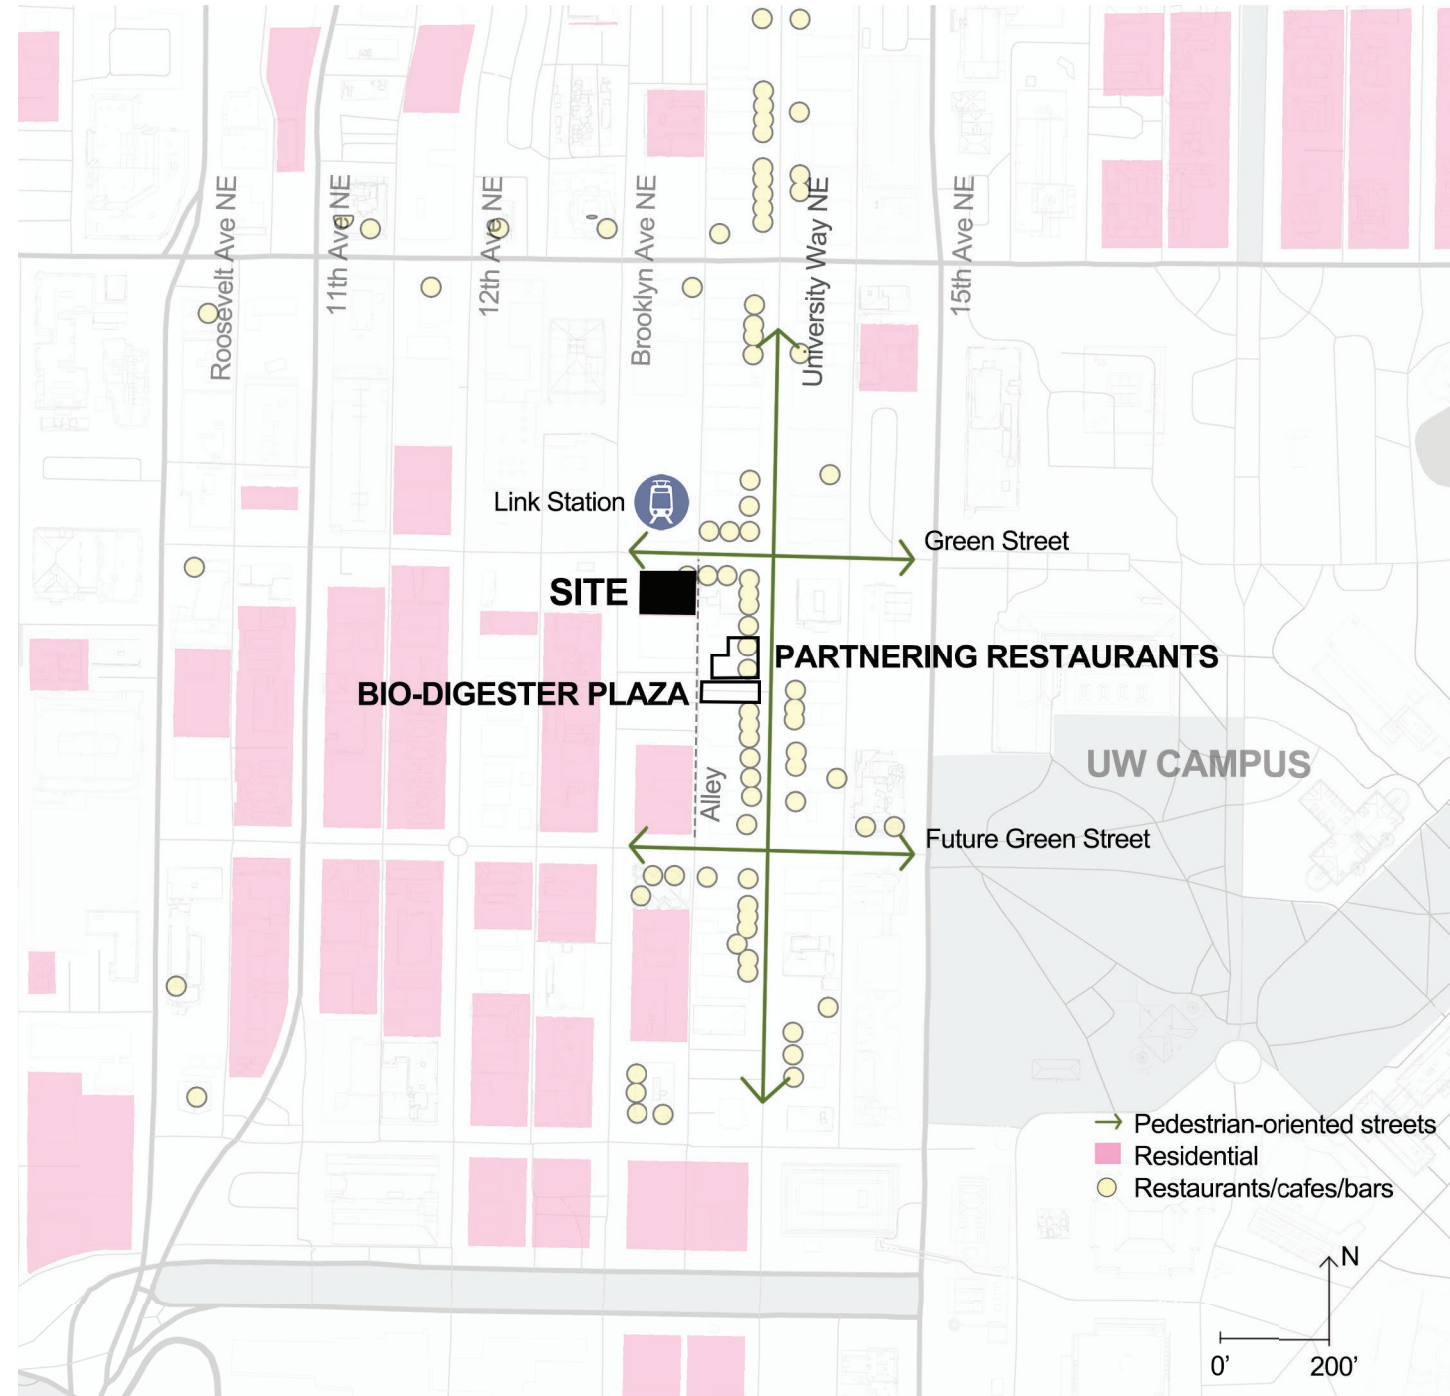 Roosevelt Ave NE
11th Ave NE
12th Ave NE
Brooklyn Ave NE
University Way NE
15th Ave NE
Link Station
Green Street
SITE
PARTNERING RESTAURANTS
BIO-DIGESTER PLAZA
UW CAMPUS
Alley
Future Green Street
Pedestrian-oriented streets
Residential
Restaurants/cafes/bars
N
0' 200'